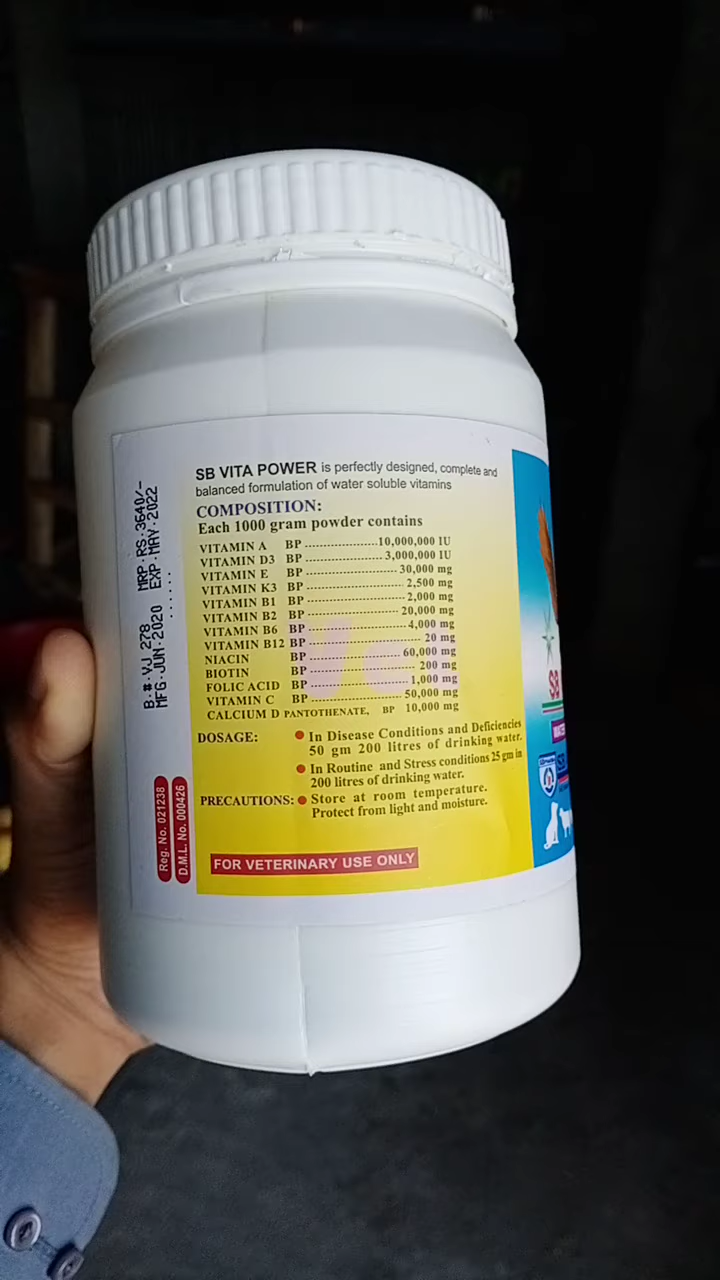 SB VITA POWER is perfectly designed, complete and
balanced formulation of water soluble vitamins
COMPOSITION:
Each 1000 gram powder contains
VITAMIN A BP ........................10,000,000 IU
VITAMIN D3 BP ........................... 3,000,000 IU
VITAMIN E BP ............................... 30,000 mg
VITAMIN K3 BP ................................. 2,500 mg
VITAMIN B1 BP ................................. 2,000 mg
VITAMIN B2 BP ............................... 20,000 mg
VITAMIN B6 BP ................................. 4,000 mg
VITAMIN B12 BP ..................................... 20 mg
NIACIN BP ............................... 60,000 mg
BIOTIN BP .................................... 200 mg
FOLIC ACID BP ..................................1,000 mg
VITAMIN C BP ............................... 50,000 mg
CALCIUM D PANTOTHENATE, BP 10,000 mg
DOSAGE: ● In Disease Conditions and Deficiencies
50 gm 200 litres of drinking water.
● In Routine and Stress conditions 25 gm in
200 litres of drinking water.
PRECAUTIONS: ● Store at room temperature.
Protect from light and moisture.
FOR VETERINARY USE ONLY
B.#.VJ 278 MRP.RS.3640/-
MFG.JUN.2020 EXP.MAY.2022
Reg. No. 021238
D.M.L. No. 000426
SB